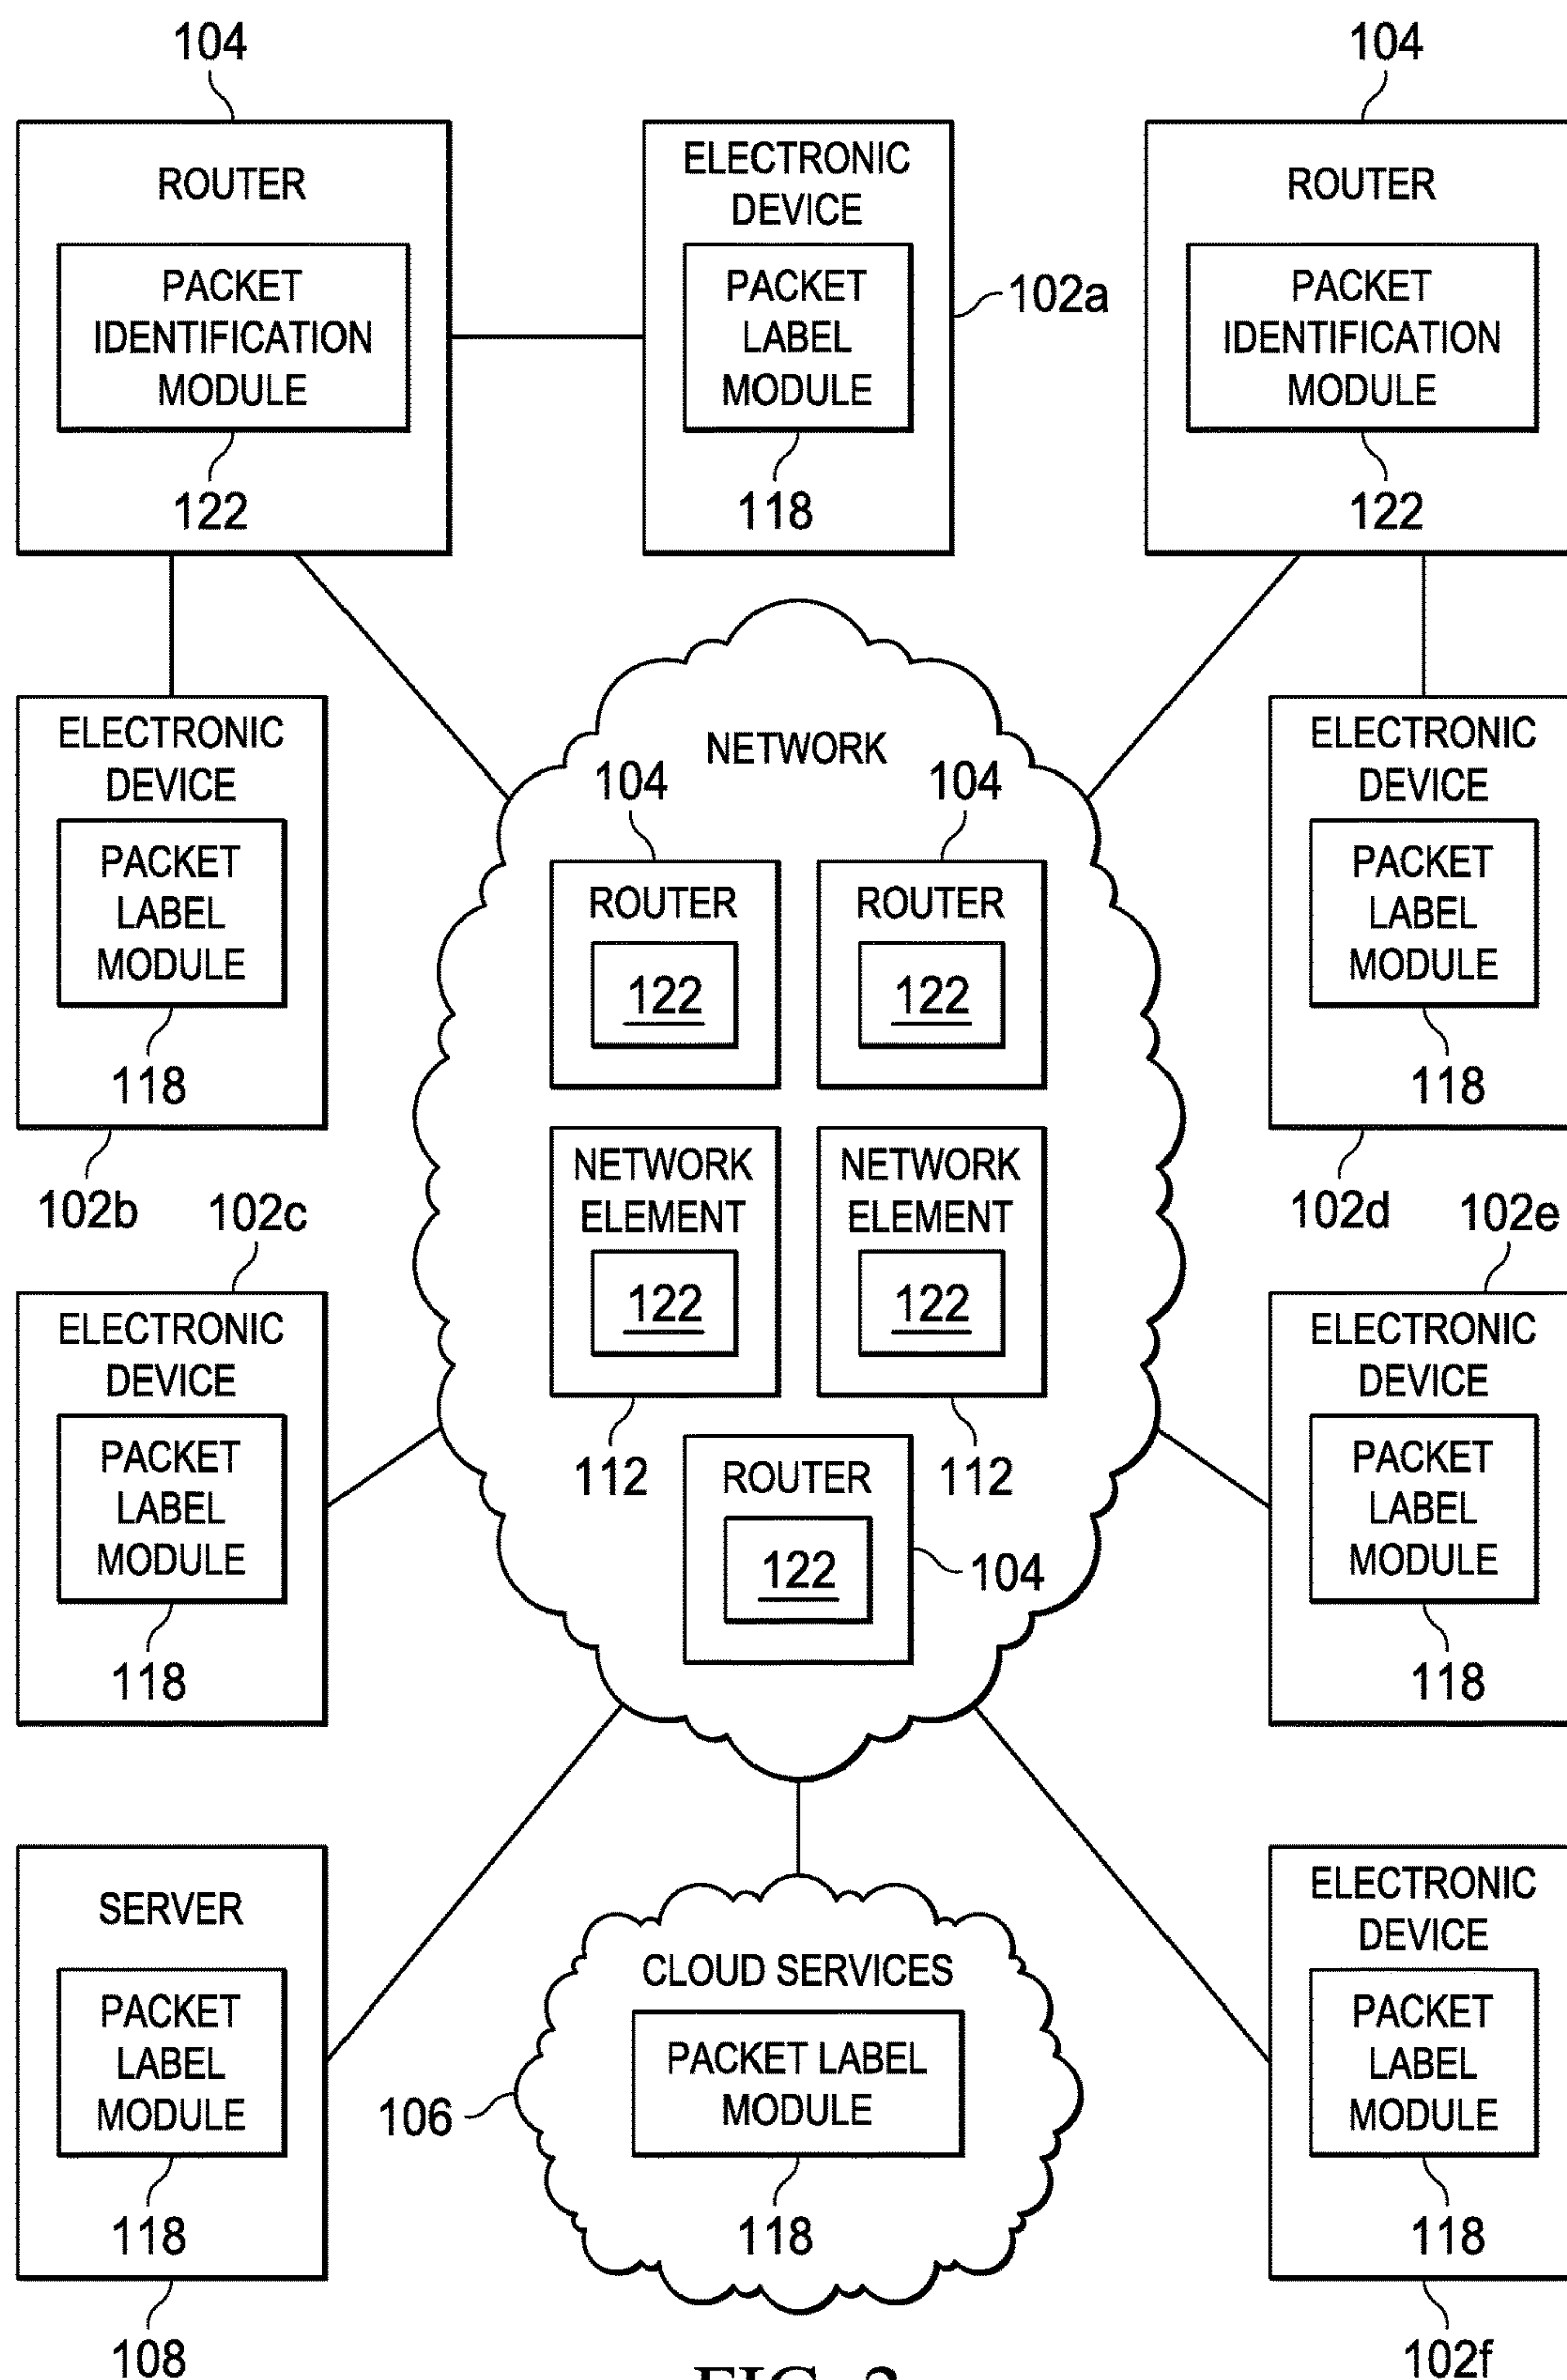 104
104
ROUTER
PACKET
IDENTIFICATION
MODULE
122
ELECTRONIC
DEVICE
PACKET
LABEL
MODULE
118
102a
ROUTER
PACKET
IDENTIFICATION
MODULE
122
ELECTRONIC
DEVICE
PACKET
LABEL
MODULE
118
102b
NETWORK
104
104
ROUTER
122
ROUTER
122
NETWORK
ELEMENT
122
112
NETWORK
ELEMENT
122
112
ROUTER
122
104
ELECTRONIC
DEVICE
PACKET
LABEL
MODULE
118
102d
102c
ELECTRONIC
DEVICE
PACKET
LABEL
MODULE
118
102e
ELECTRONIC
DEVICE
PACKET
LABEL
MODULE
118
SERVER
PACKET
LABEL
MODULE
118
108
CLOUD SERVICES
PACKET LABEL
MODULE
118
106
ELECTRONIC
DEVICE
PACKET
LABEL
MODULE
118
102f